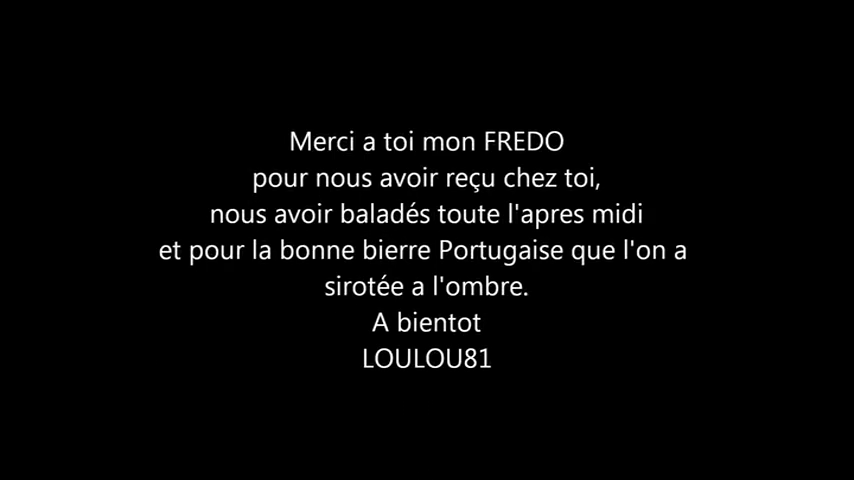 Merci a toi mon FREDO
pour nous avoir reçu chez toi,
nous avoir baladés toute l'apres midi
et pour la bonne bierre Portugaise que l'on a
sirotée a l'ombre.
A bientot
LOULOU81